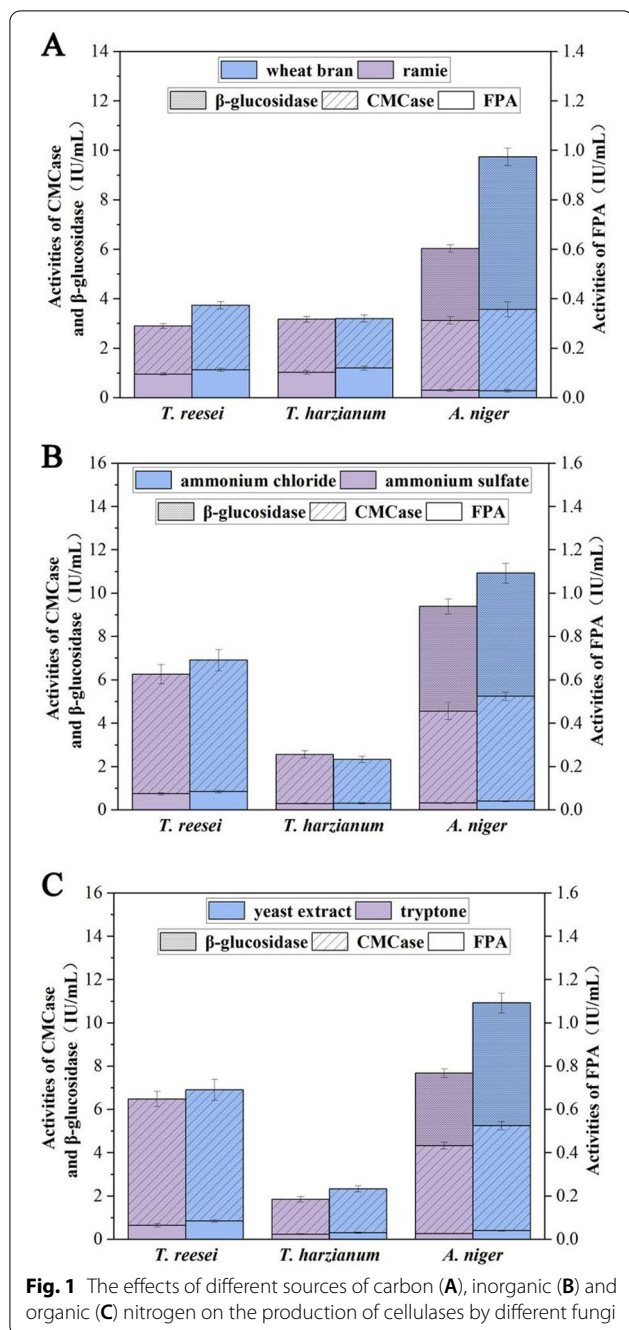 A
14
12
10
8
6
4
2
0
Activities of CMCase
and β-glucosidase（IU/mL）
wheat bran ramie
β-glucosidase CMCase FPA
1.4
1.2
1.0
0.8
0.6
0.4
0.2
0.0
Activities of FPA（IU/mL）
T. reesei T. harzianum A. niger
B
16
14
12
10
8
6
4
2
0
Activities of CMCase
and β-glucosidase（IU/mL）
ammonium chloride ammonium sulfate
β-glucosidase CMCase FPA
1.6
1.4
1.2
1.0
0.8
0.6
0.4
0.2
0.0
Activities of FPA（IU/mL）
T. reesei T. harzianum A. niger
C
16
14
12
10
8
6
4
2
0
Activities of CMCase
and β-glucosidase（IU/mL）
yeast extract tryptone
β-glucosidase CMCase FPA
1.6
1.4
1.2
1.0
0.8
0.6
0.4
0.2
0.0
Activities of FPA（IU/mL）
T. reesei T. harzianum A. niger
Fig. 1 The effects of different sources of carbon (A), inorganic (B) and
organic (C) nitrogen on the production of cellulases by different fungi